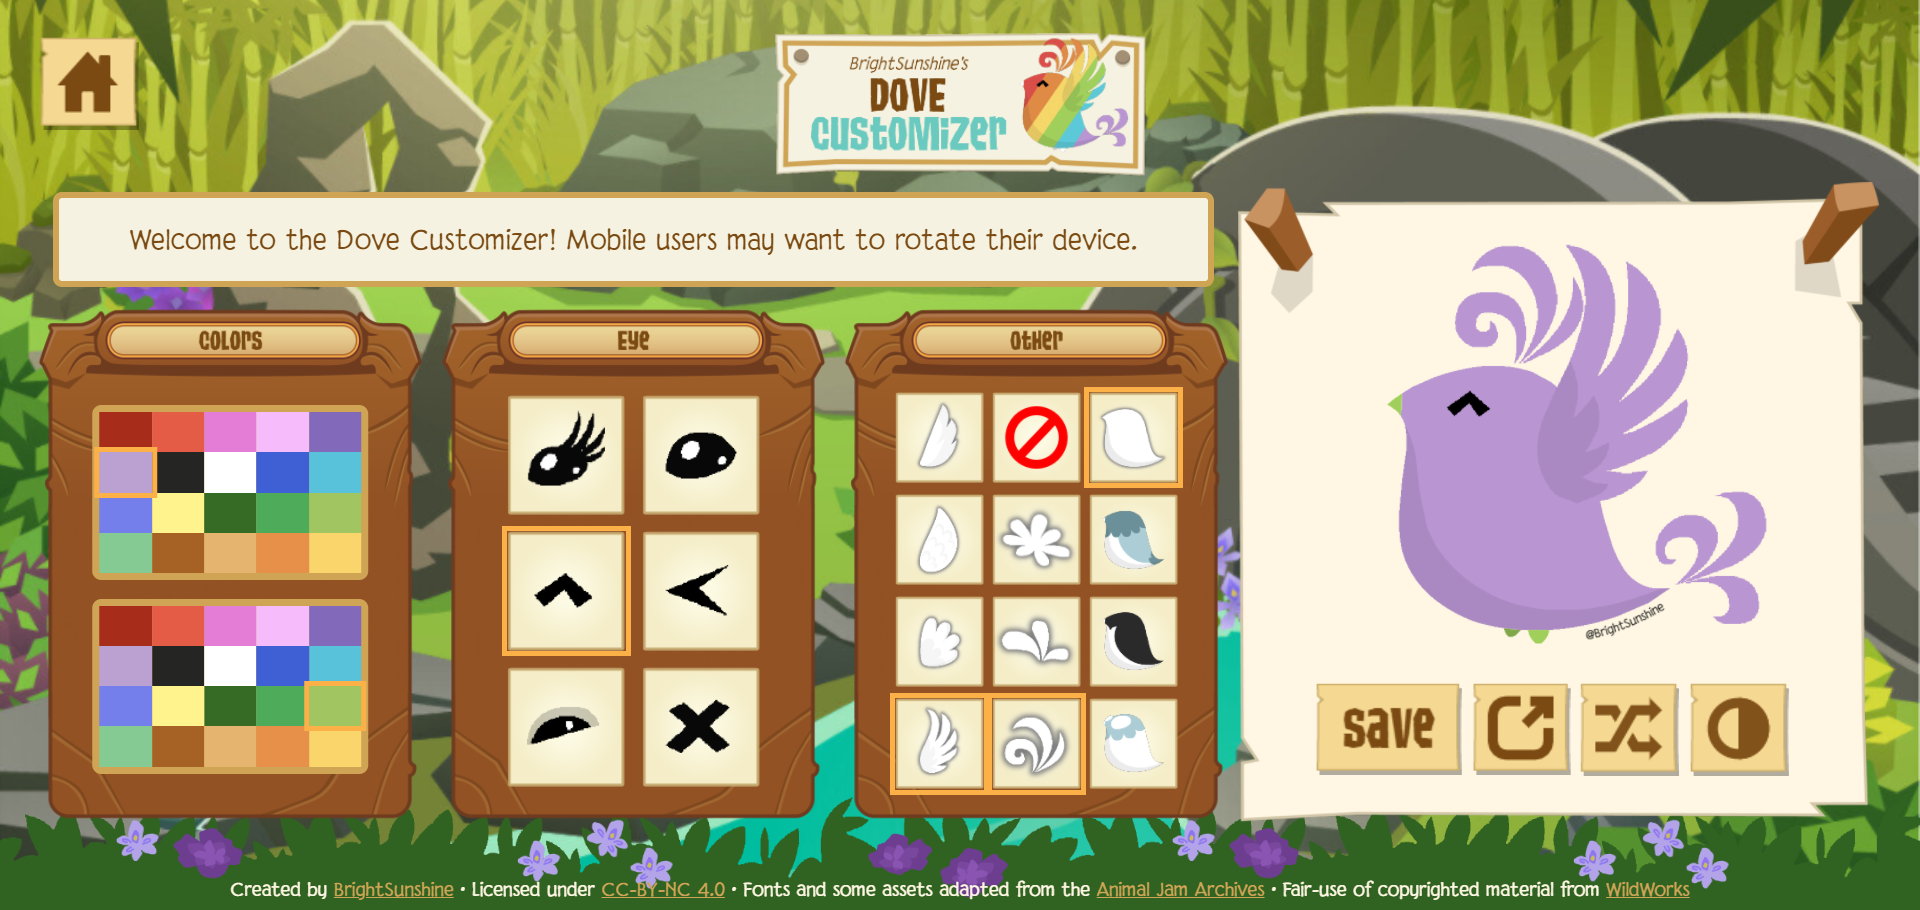 BrightSunshine's
DOVE
CUSTOMIZER
Welcome to the Dove Customizer! Mobile users may want to rotate their device.
COLORS
EYE
OTHER
@BrightSunshine
save
Created by BrightSunshine • Licensed under CC-BY-NC 4.0 • Fonts and some assets adapted from the Animal Jam Archives • Fair-use of copyrighted material from WildWorks